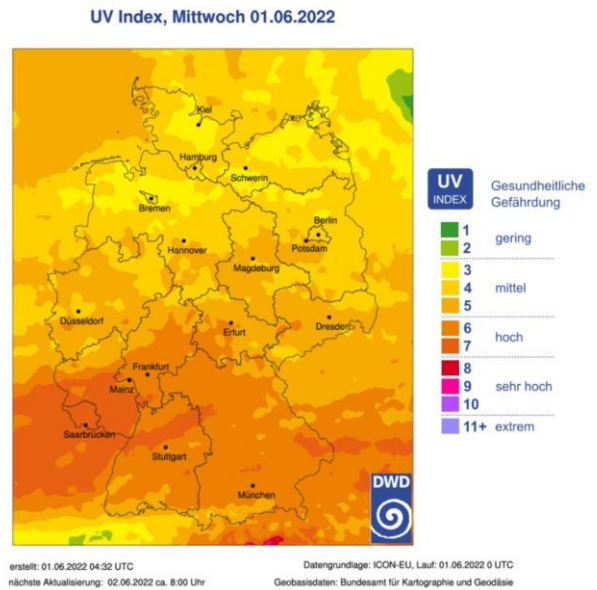 UV Index, Mittwoch 01.06.2022
Kiel
Hamburg
Schwerin
Bremen
Berlin
Hannover
Potsdam
Magdeburg
Düsseldorf
Erfurt
Dresden
Frankfurt
Mainz
Saarbrücken
Stuttgart
München
UV
INDEX
Gesundheitliche
Gefährdung
1
gering
2
3
4 mittel
5
6
hoch
7
8
9 sehr hoch
10
11+ extrem
DWD
erstellt: 01.06.2022 04:32 UTC
nächste Aktualisierung: 02.06.2022 ca. 8:00 Uhr
Datengrundlage: ICON-EU, Lauf: 01.06.2022 0 UTC
Geobasisdaten: Bundesamt für Kartographie und Geodäsie